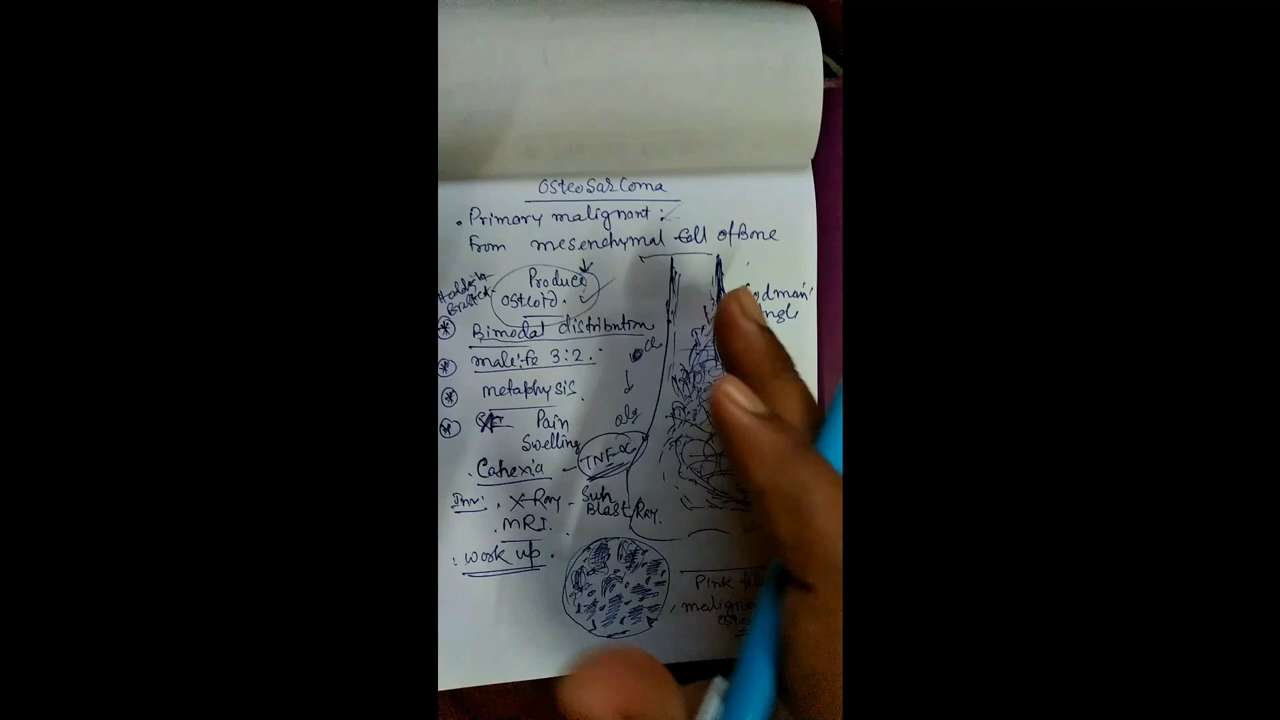 OsteoSarComa
. Primary malignant :
From mesenchymal Cell of Bone
Produce
osteoid.
Bimodal distribution
male:fe 3:2.
metaphysis.
Pain
Swelling
. Cahexia - TNF-α
Inv: . X-Ray - Sun
Blast Ray.
. MRI.
. work up .
Pink